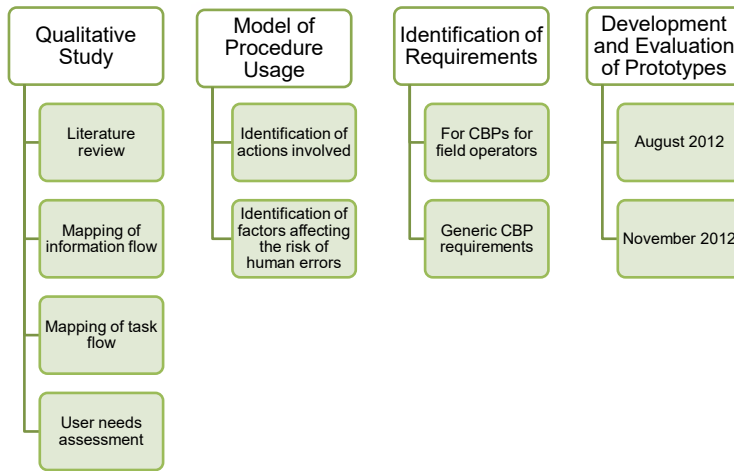 Qualitative
Study
Literature
review
Mapping of
information flow
Mapping of task
flow
User needs
assessment
Model of
Procedure
Usage
Identification of
actions involved
Identification of
factors affecting
the risk of
human errors
Identification of
Requirements
For CBPs for
field operators
Generic CBP
requirements
Development
and Evaluation
of Prototypes
August 2012
November 2012